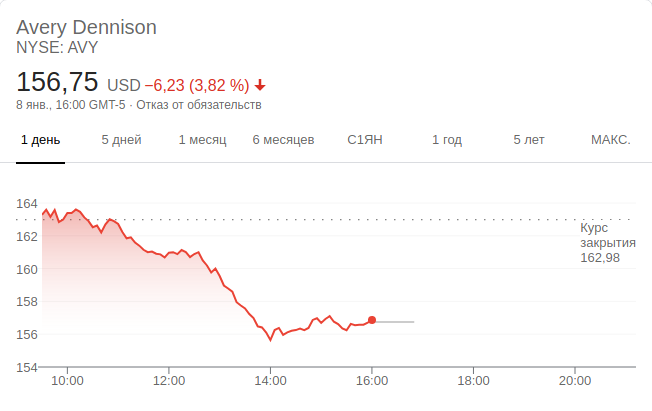 Avery Dennison
NYSE: AVY
156,75 USD −6,23 (3,82 %)
8 янв., 16:00 GMT-5 · Отказ от обязательств
1 день 5 дней 1 месяц 6 месяцев С1ЯН 1 год 5 лет МАКС.
164
162
160
158
156
154
Курс
закрытия
162,98
10:00 12:00 14:00 16:00 18:00 20:00